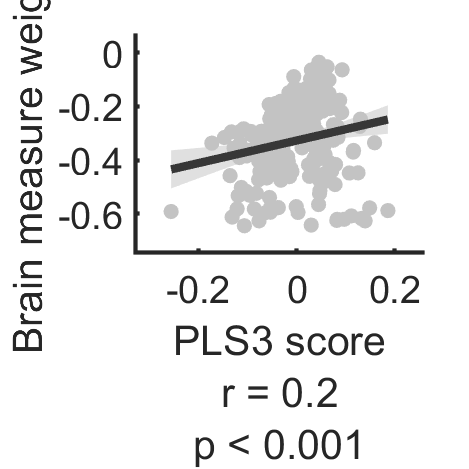 Brain measure
0
-0.2
-0.4
-0.6
-0.2 0 0.2
PLS3 score
r = 0.2
p < 0.001